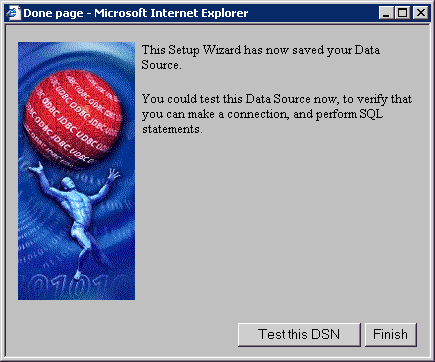 Done page - Microsoft Internet Explorer
This Setup Wizard has now saved your Data
Source.
You could test this Data Source now, to verify that
you can make a connection, and perform SQL
statements.
Test this DSN
Finish